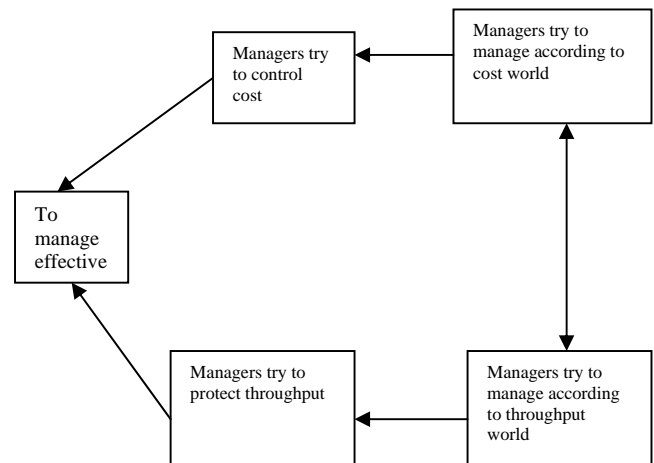 Managers try
to control
cost
Managers try to
manage according to
cost world
To
manage
effective
Managers try to
protect throughput
Managers try to
manage according
to throughput
world